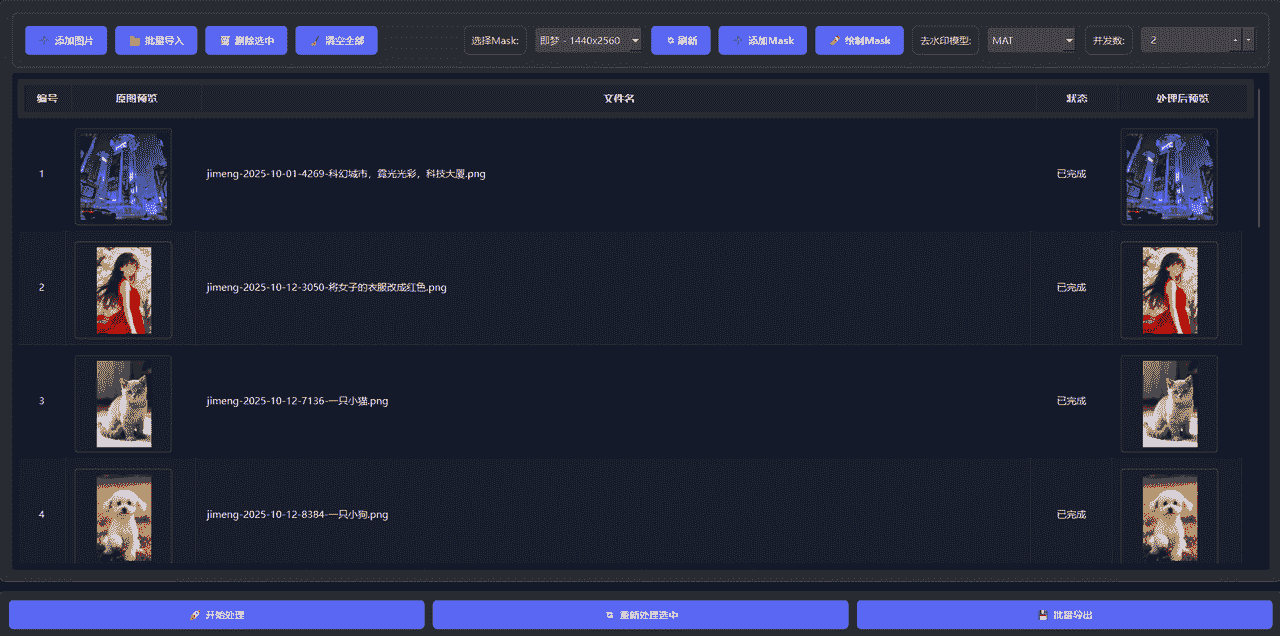 添加图片 批量导入 删除选中 清空全部 选择Mask: 即梦 - 1440x2560 刷新 添加Mask 绘制Mask 去水印模型: MAT 并发数: 2
编号 原图预览 文件名 状态 处理后预览
1 jimeng-2025-10-01-4269-科幻城市，霓光光彩，科技大厦.png 已完成
2 jimeng-2025-10-12-3050-将女子的衣服改成红色.png 已完成
3 jimeng-2025-10-12-7136-一只小猫.png 已完成
4 jimeng-2025-10-12-8384-一只小狗.png 已完成
开始处理 重新处理选中 批量导出